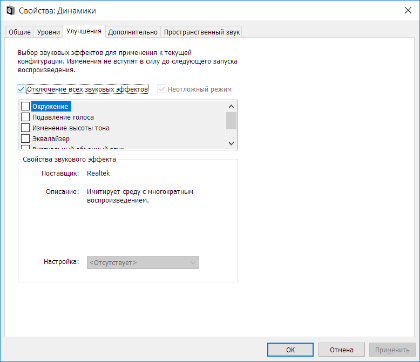 Свойства: Динамики
Общие Уровни Улучшения Дополнительно Пространственный звук
Выбор звуковых эффектов для применения к текущей
конфигурации. Изменения не вступят в силу до следующего запуска
воспроизведения.
Отключение всех звуковых эффектов Неотложный режим
Окружение
Подавление голоса
Изменение высоты тона
Эквалайзер
Свойства звукового эффекта
Поставщик: Realtek
Описание: Имитирует среду с многократным
воспроизведением.
Настройка: <Отсутствует>
ОК Отмена Применить